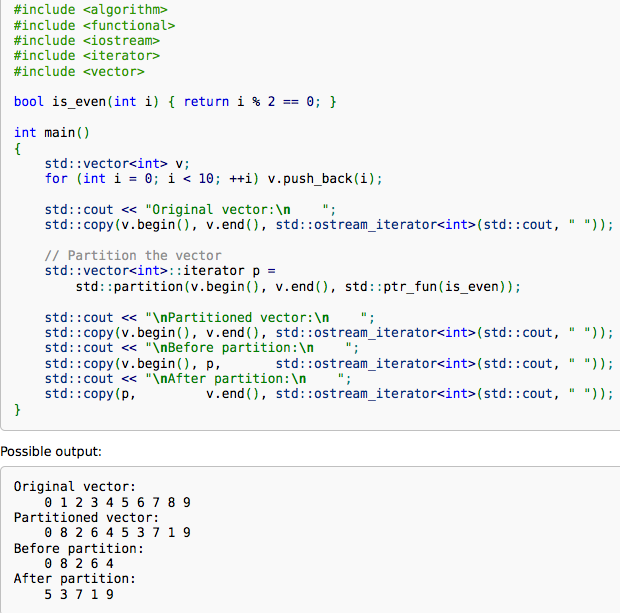 #include <algorithm>
#include <functional>
#include <iostream>
#include <iterator>
#include <vector>

bool is_even(int i) { return i % 2 == 0; }

int main()
{
    std::vector<int> v;
    for (int i = 0; i < 10; ++i) v.push_back(i);

    std::cout << "Original vector:\n    ";
    std::copy(v.begin(), v.end(), std::ostream_iterator<int>(std::cout, " "));

    // Partition the vector
    std::vector<int>::iterator p =
        std::partition(v.begin(), v.end(), std::ptr_fun(is_even));

    std::cout << "\nPartitioned vector:\n    ";
    std::copy(v.begin(), v.end(), std::ostream_iterator<int>(std::cout, " "));
    std::cout << "\nBefore partition:\n    ";
    std::copy(v.begin(), p,       std::ostream_iterator<int>(std::cout, " "));
    std::cout << "\nAfter partition:\n    ";
    std::copy(p,         v.end(), std::ostream_iterator<int>(std::cout, " "));
}
Possible output:
Original vector:
    0 1 2 3 4 5 6 7 8 9
Partitioned vector:
    0 8 2 6 4 5 3 7 1 9
Before partition:
    0 8 2 6 4
After partition:
    5 3 7 1 9